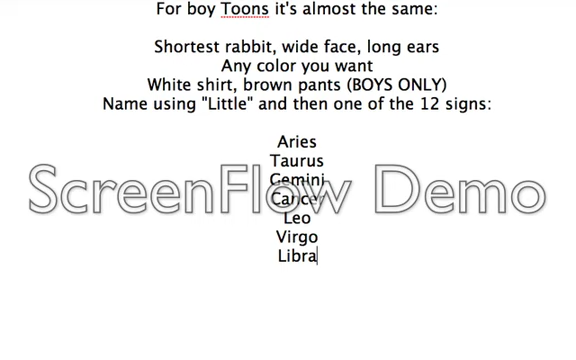 For boy Toons it's almost the same:
Shortest rabbit, wide face, long ears
Any color you want
White shirt, brown pants (BOYS ONLY)
Name using "Little" and then one of the 12 signs:
Aries
Taurus
Gemini
Cancer
Leo
Virgo
Libra
ScreenFlow Demo